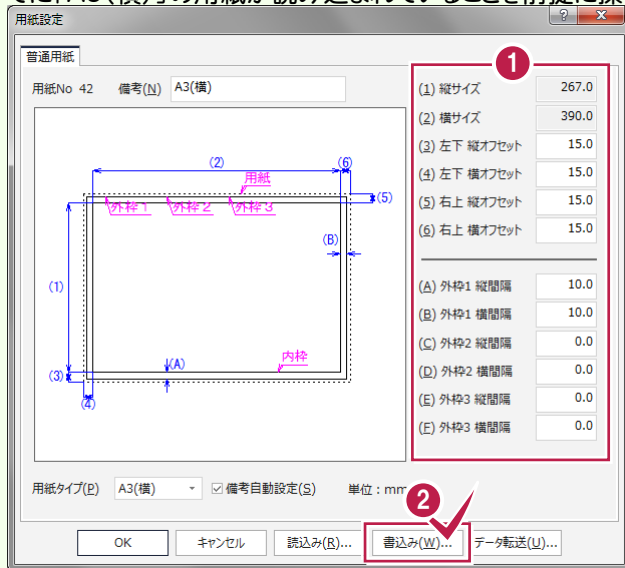 用紙設定
普通用紙
用紙No 42 備考(N) A3(横)
(2)
(6)
用紙
(5)
外枠1 外枠2 外枠3
(B)
(1)
(A)
内枠
(3)
(4)
1
(1) 縦サイズ 267.0
(2) 横サイズ 390.0
(3) 左下 縦オフセット 15.0
(4) 左下 横オフセット 15.0
(5) 右上 縦オフセット 15.0
(6) 右上 横オフセット 15.0
(A) 外枠1 縦間隔 10.0
(B) 外枠1 横間隔 10.0
(C) 外枠2 縦間隔 0.0
(D) 外枠2 横間隔 0.0
(E) 外枠3 縦間隔 0.0
(F) 外枠3 横間隔 0.0
用紙タイプ(P) A3(横) 備考自動設定(S) 単位：mm
2
OK キャンセル 読込み(R)... 書込み(W)... データ転送(U)...